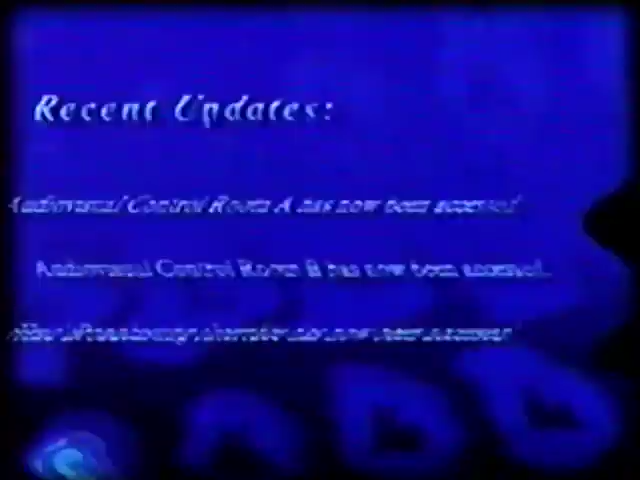 Recent Updates:
Audiovisual Control Room A has now been accessed.
Audiovisual Control Room B has now been accessed.
has now been accessed.